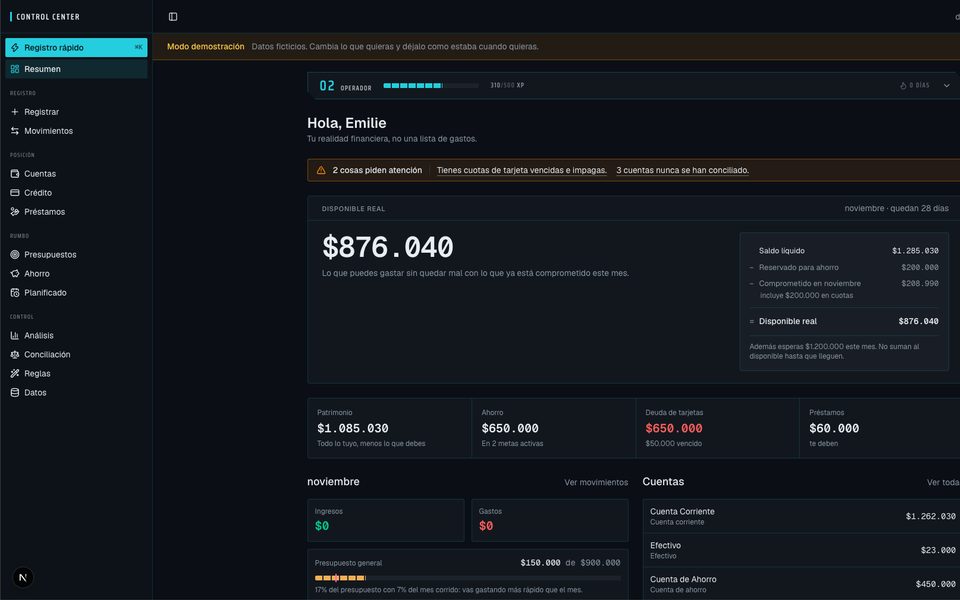 CONTROL CENTER
Registro rápido ⌘K
Resumen
REGISTRO
Registrar
Movimientos
POSICIÓN
Cuentas
Crédito
Préstamos
RUMBO
Presupuestos
Ahorro
Planificado
CONTROL
Análisis
Conciliación
Reglas
Datos
N
Modo demostración Datos ficticios. Cambia lo que quieras y déjalo como estaba cuando quieras.
02 OPERADOR 310/500 XP 0 DÍAS
Hola, Emilie
Tu realidad financiera, no una lista de gastos.
2 cosas piden atención Tienes cuotas de tarjeta vencidas e impagas. 3 cuentas nunca se han conciliado.
DISPONIBLE REAL noviembre · quedan 28 días
$876.040
Lo que puedes gastar sin quedar mal con lo que ya está comprometido este mes.
Saldo líquido $1.285.030
− Reservado para ahorro $200.000
− Comprometido en noviembre $208.990
incluye $200.000 en cuotas
= Disponible real $876.040
Además esperas $1.200.000 este mes. No suman al
disponible hasta que lleguen.
Patrimonio
$1.085.030
Todo lo tuyo, menos lo que debes
Ahorro
$650.000
En 2 metas activas
Deuda de tarjetas
$650.000
$50.000 vencido
Préstamos
$60.000
te deben
noviembre Ver movimientos
Ingresos
$0
Gastos
$0
Presupuesto general $150.000 de $900.000
17% del presupuesto con 7% del mes corrido: vas gastando más rápido que el mes.
Cuentas Ver toda
Cuenta Corriente
Cuenta corriente
$1.262.030
Efectivo
Efectivo
$23.000
Cuenta de Ahorro
Cuenta de ahorro
$450.000